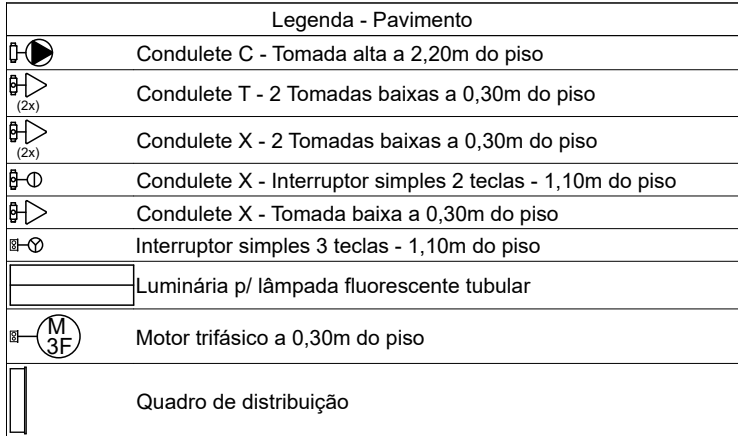 Legenda - Pavimento
Condulete C - Tomada alta a 2,20m do piso
(2x)
Condulete T - 2 Tomadas baixas a 0,30m do piso
(2x)
Condulete X - 2 Tomadas baixas a 0,30m do piso
Condulete X - Interruptor simples 2 teclas - 1,10m do piso
Condulete X - Tomada baixa a 0,30m do piso
Interruptor simples 3 teclas - 1,10m do piso
Luminária p/ lâmpada fluorescente tubular
M
3F
Motor trifásico a 0,30m do piso
Quadro de distribuição